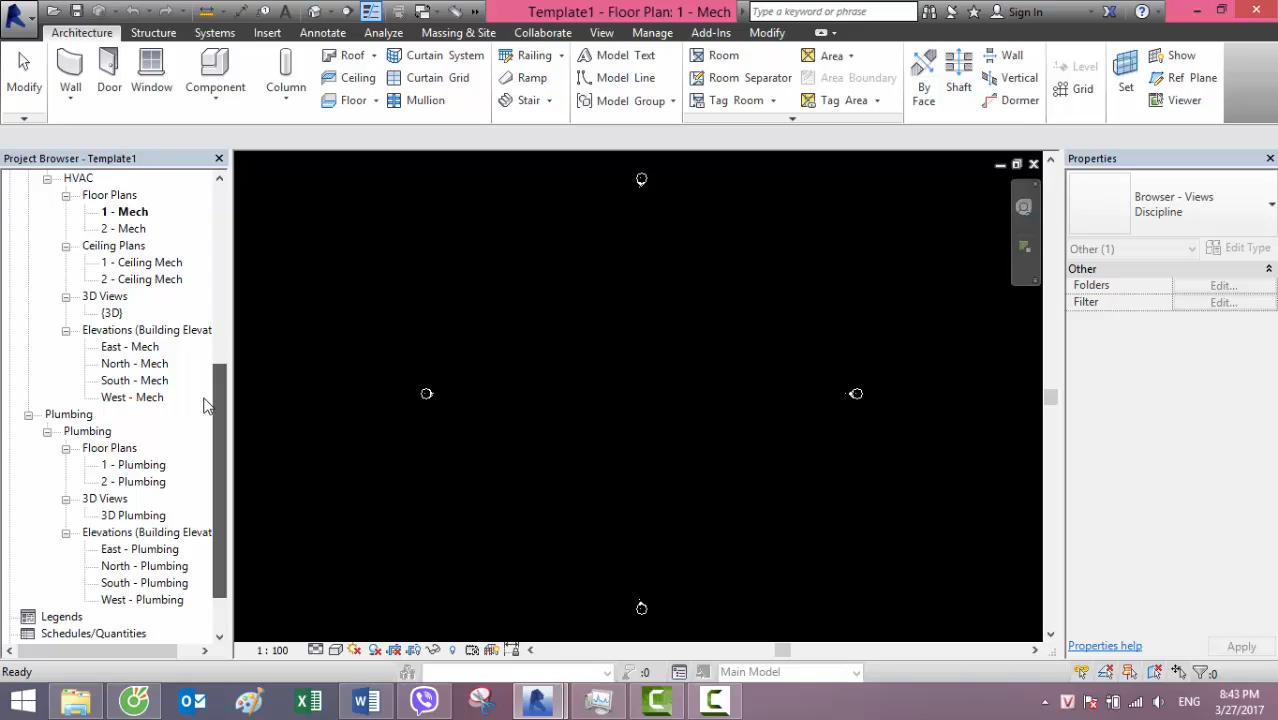 Template1 - Floor Plan: 1 - Mech
Type a keyword or phrase
Sign In
Architecture Structure Systems Insert Annotate Analyze Massing & Site Collaborate View Manage Add-Ins Modify
Modify
Wall
Door
Window
Component
Column
Roof
Ceiling
Floor
Curtain System
Curtain Grid
Mullion
Railing
Ramp
Stair
Model Text
Model Line
Model Group
Room
Room Separator
Tag Room
Area
Area Boundary
Tag Area
By Face
Shaft
Wall
Vertical
Dormer
Level
Grid
Set
Show
Ref Plane
Viewer
Project Browser - Template1
HVAC
Floor Plans
1 - Mech
2 - Mech
Ceiling Plans
1 - Ceiling Mech
2 - Ceiling Mech
3D Views
{3D}
Elevations (Building Elevat
East - Mech
North - Mech
South - Mech
West - Mech
Plumbing
Plumbing
Floor Plans
1 - Plumbing
2 - Plumbing
3D Views
3D Plumbing
Elevations (Building Elevat
East - Plumbing
North - Plumbing
South - Plumbing
West - Plumbing
Legends
Schedules/Quantities
Properties
Browser - Views
Discipline
Other (1)
Edit Type
Other
Folders Edit...
Filter Edit...
Properties help
Apply
1 : 100
Ready
:0
Main Model
:0
ENG
8:43 PM
3/27/2017